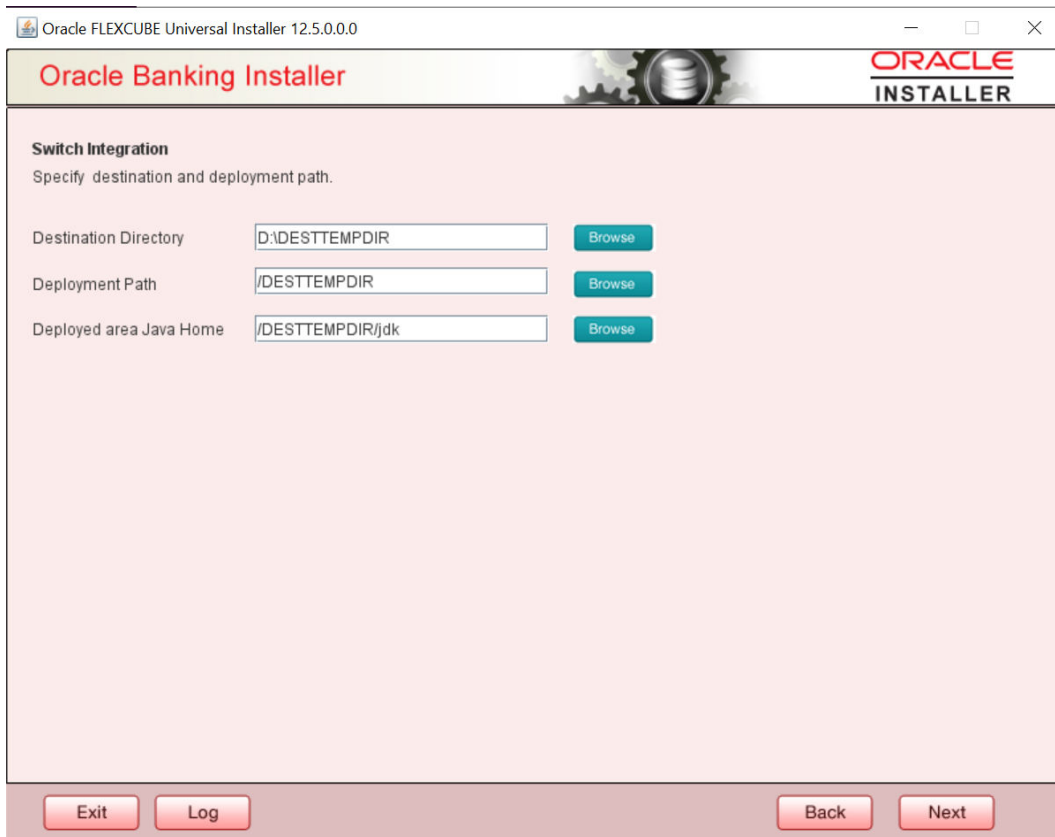 Oracle FLEXCUBE Universal Installer 12.5.0.0.0
Oracle Banking Installer
ORACLE
INSTALLER
Switch Integration
Specify destination and deployment path.
Destination Directory D:\DESTTEMPDIR Browse
Deployment Path /DESTTEMPDIR Browse
Deployed area Java Home /DESTTEMPDIR/jdk Browse
Exit Log Back Next